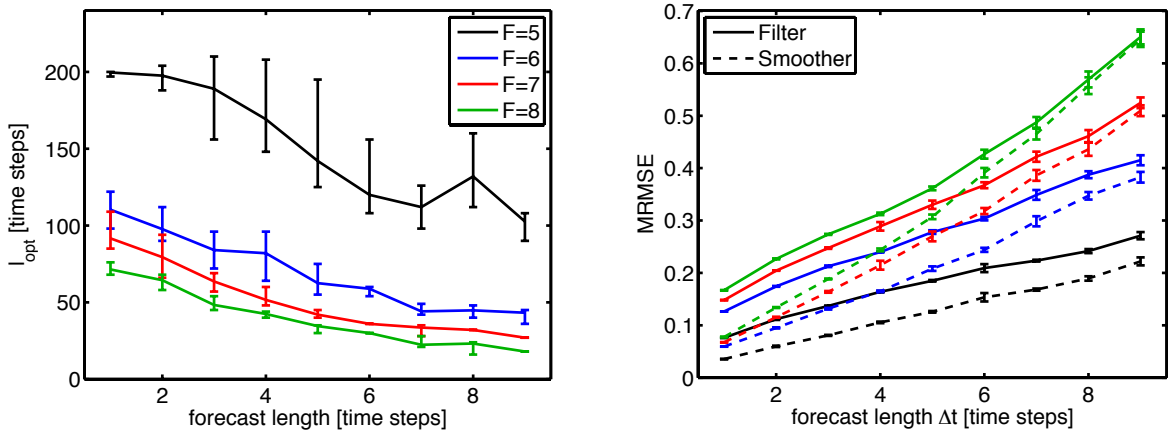 200
150
100
50
0
l_opt [time steps]
2 4 6 8
forecast length [time steps]
F=5
F=6
F=7
F=8
0.7
0.6
0.5
0.4
0.3
0.2
0.1
0
MRMSE
2 4 6 8
forecast length Δt [time steps]
Filter
Smoother